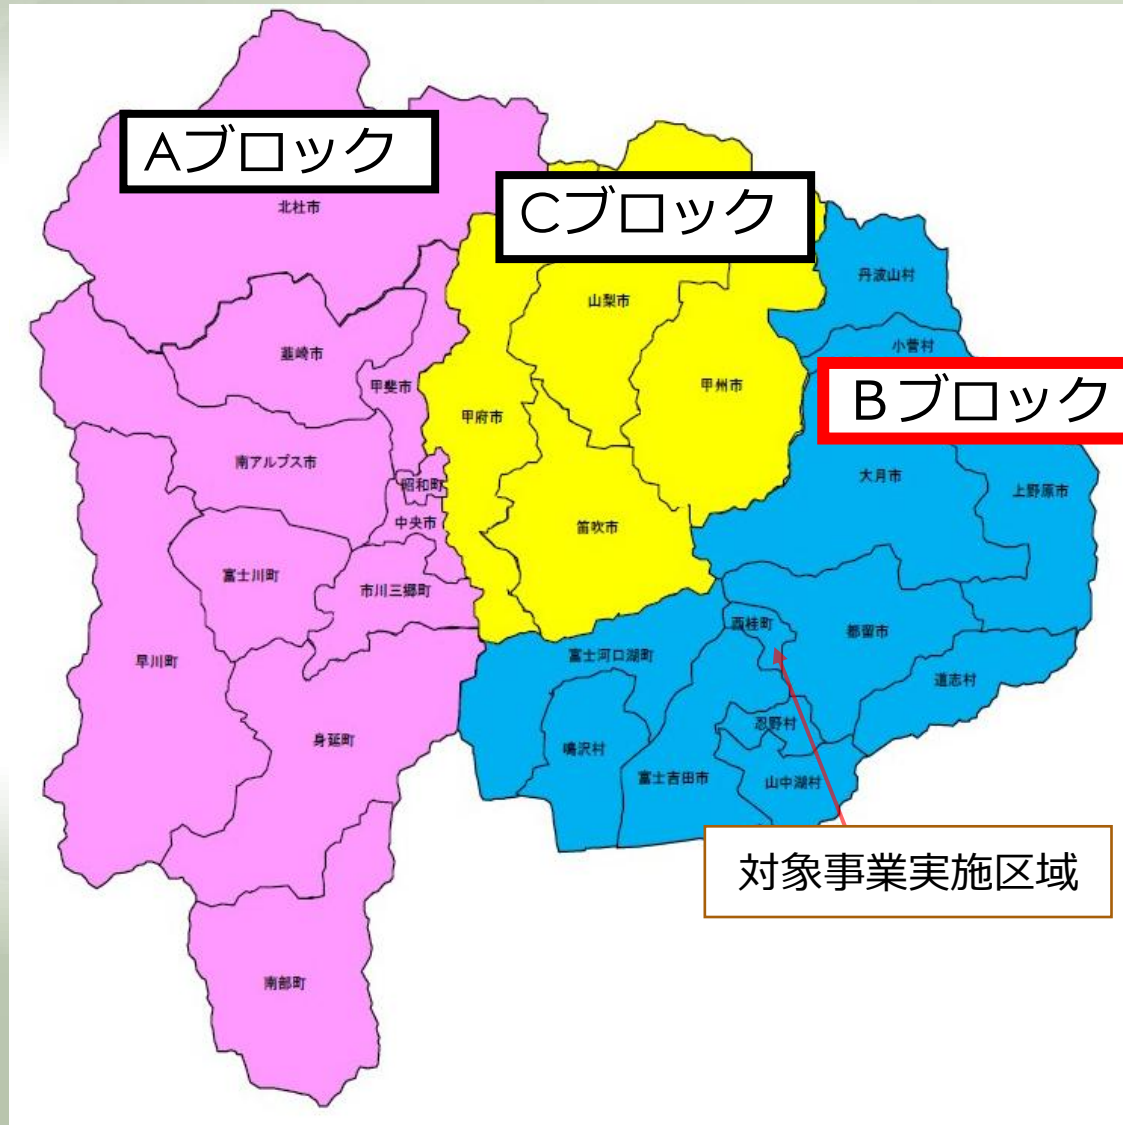 Aブロック
Cブロック
北杜市
丹波山村
山梨市
小菅村
韮崎市
甲斐市
甲州市
Bブロック
甲府市
南アルプス市
大月市
昭和町
上野原市
中央市
笛吹市
富士川町
市川三郷町
西桂町
都留市
富士河口湖町
早川町
道志村
忍野村
身延町
鳴沢村
富士吉田市
山中湖村
対象事業実施区域
南部町